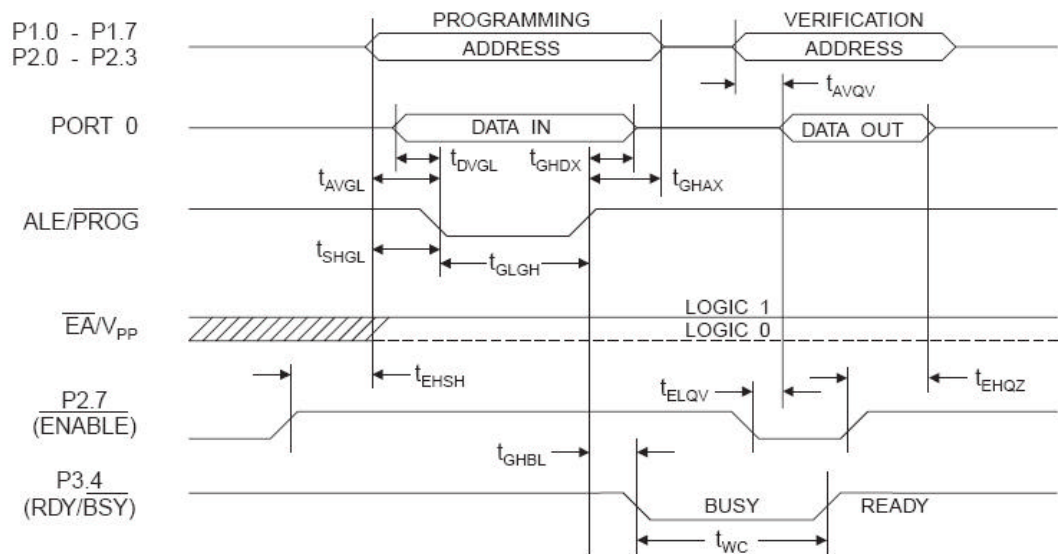 PROGRAMMING VERIFICATION
P1.0 - P1.7
P2.0 - P2.3
ADDRESS ADDRESS
tAVQV
PORT 0 DATA IN DATA OUT
tDVGL tGHDX
tAVGL tGHAX
ALE/PROG
tSHGL tGLGH
LOGIC 1
EA/VPP LOGIC 0
tEHSH tELQV tEHQZ
P2.7
(ENABLE)
tGHBL
P3.4
(RDY/BSY) BUSY READY
tWC